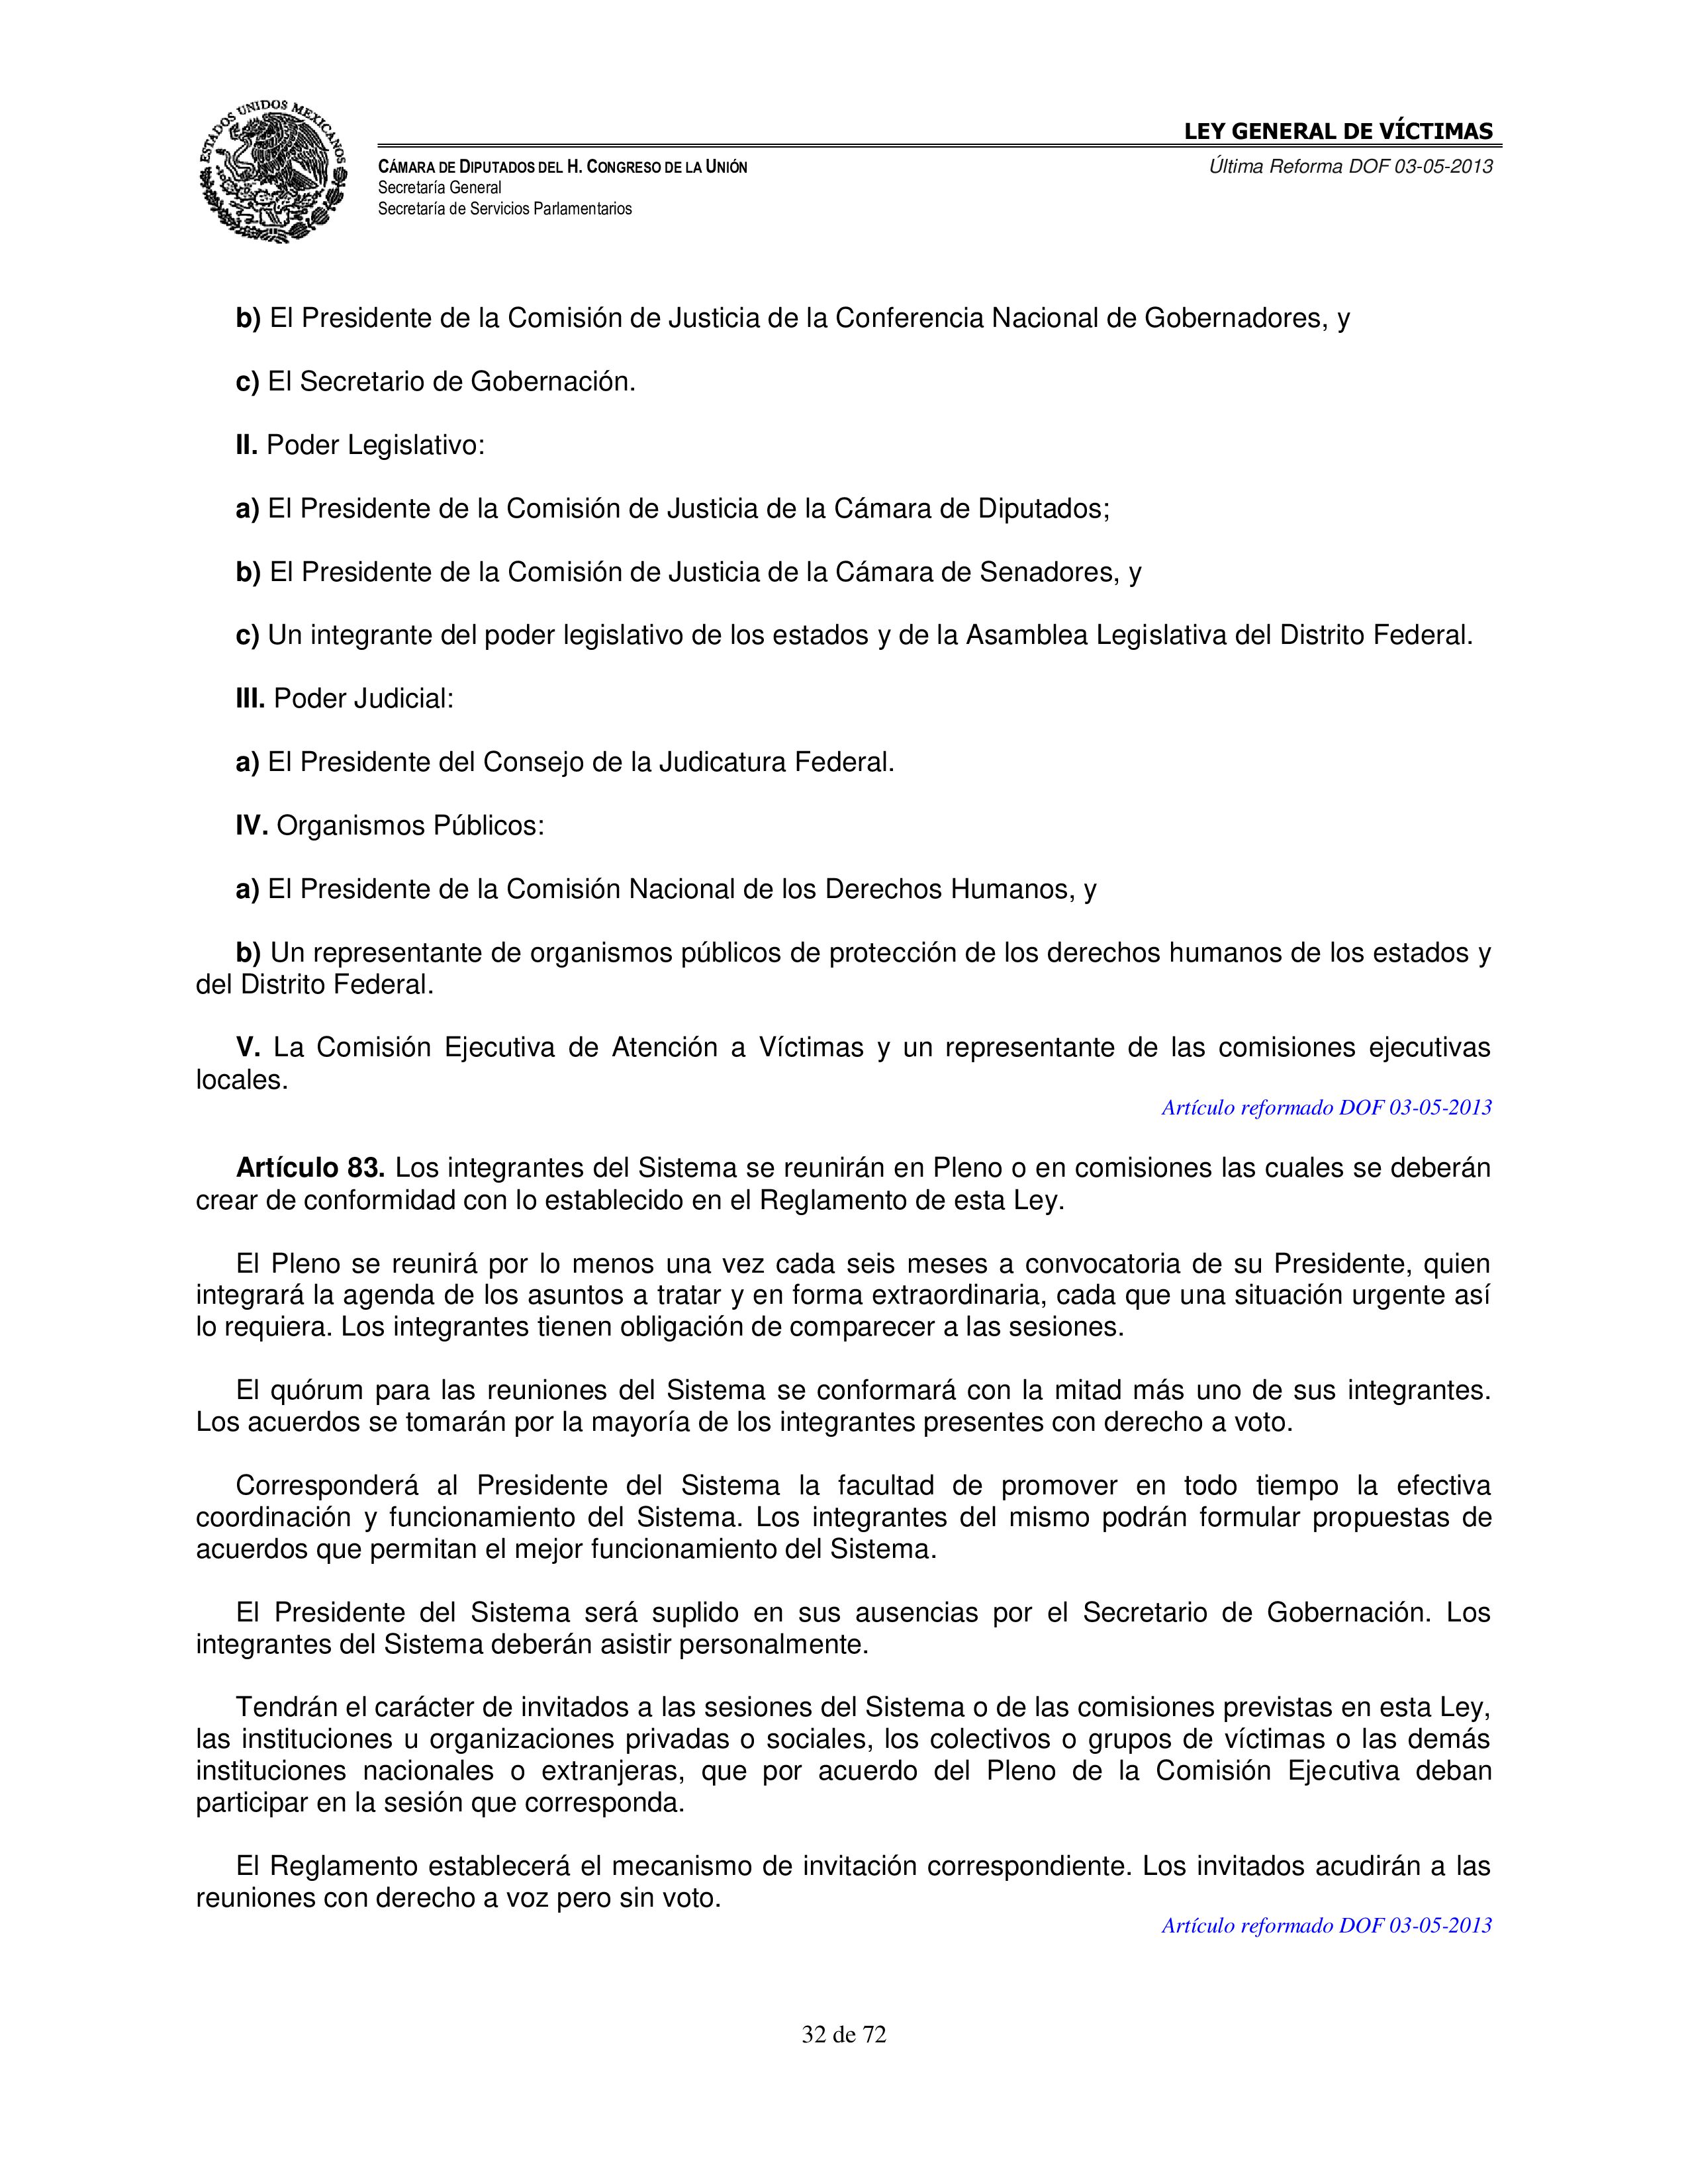 ESTADOS UNIDOS MEXICANOS
LEY GENERAL DE VÍCTIMAS
CÁMARA DE DIPUTADOS DEL H. CONGRESO DE LA UNIÓN
Última Reforma DOF 03-05-2013
Secretaría General
Secretaría de Servicios Parlamentarios
b) El Presidente de la Comisión de Justicia de la Conferencia Nacional de Gobernadores, y
c) El Secretario de Gobernación.
II. Poder Legislativo:
a) El Presidente de la Comisión de Justicia de la Cámara de Diputados;
b) El Presidente de la Comisión de Justicia de la Cámara de Senadores, y
c) Un integrante del poder legislativo de los estados y de la Asamblea Legislativa del Distrito Federal.
III. Poder Judicial:
a) El Presidente del Consejo de la Judicatura Federal.
IV. Organismos Públicos:
a) El Presidente de la Comisión Nacional de los Derechos Humanos, y
b) Un representante de organismos públicos de protección de los derechos humanos de los estados y
del Distrito Federal.
V. La Comisión Ejecutiva de Atención a Víctimas y un representante de las comisiones ejecutivas
locales.
Artículo reformado DOF 03-05-2013
Artículo 83. Los integrantes del Sistema se reunirán en Pleno o en comisiones las cuales se deberán
crear de conformidad con lo establecido en el Reglamento de esta Ley.
El Pleno se reunirá por lo menos una vez cada seis meses a convocatoria de su Presidente, quien
integrará la agenda de los asuntos a tratar y en forma extraordinaria, cada que una situación urgente así
lo requiera. Los integrantes tienen obligación de comparecer a las sesiones.
El quórum para las reuniones del Sistema se conformará con la mitad más uno de sus integrantes.
Los acuerdos se tomarán por la mayoría de los integrantes presentes con derecho a voto.
Corresponderá al Presidente del Sistema la facultad de promover en todo tiempo la efectiva
coordinación y funcionamiento del Sistema. Los integrantes del mismo podrán formular propuestas de
acuerdos que permitan el mejor funcionamiento del Sistema.
El Presidente del Sistema será suplido en sus ausencias por el Secretario de Gobernación. Los
integrantes del Sistema deberán asistir personalmente.
Tendrán el carácter de invitados a las sesiones del Sistema o de las comisiones previstas en esta Ley,
las instituciones u organizaciones privadas o sociales, los colectivos o grupos de víctimas o las demás
instituciones nacionales o extranjeras, que por acuerdo del Pleno de la Comisión Ejecutiva deban
participar en la sesión que corresponda.
El Reglamento establecerá el mecanismo de invitación correspondiente. Los invitados acudirán a las
reuniones con derecho a voz pero sin voto.
Artículo reformado DOF 03-05-2013
32 de 72